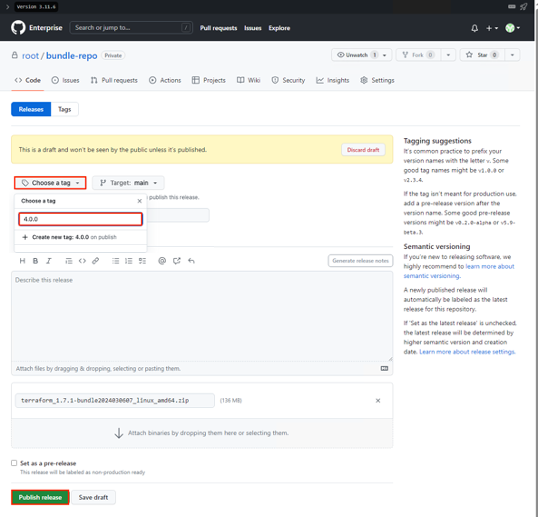 Version 3.11.6
Enterprise
Search or jump to...
/
Pull requests Issues Explore
root / bundle-repo Private
Unwatch 1
Fork 0
Star 0
Code Issues Pull requests Actions Projects Wiki Security Insights Settings
Releases Tags
This is a draft and won't be seen by the public unless it's published.
Discard draft
Choose a tag
Target: main
publish this release.
Choose a tag
4.0.0
Create new tag: 4.0.0 on publish
H B I
Generate release notes
Describe this release
Attach files by dragging & dropping, selecting or pasting them.
terraform_1.7.1-bundle2024030607_linux_amd64.zip
(136 MB)
Attach binaries by dropping them here or selecting them.
Set as a pre-release
This release will be labeled as non-production ready
Publish release
Save draft
Tagging suggestions
It's common practice to prefix your
version names with the letter v. Some
good tag names might be v1.0.0 or
v2.3.4.
If the tag isn't meant for production use,
add a pre-release version after the
version name. Some good pre-release
versions might be v0.2.0-alpha or v5.9-
beta.3.
Semantic versioning
If you're new to releasing software, we
highly recommend to learn more about
semantic versioning.
A newly published release will
automatically be labeled as the latest
release for this repository.
If 'Set as the latest release' is unchecked,
the latest release will be determined by
higher semantic version and creation
date. Learn more about release settings.